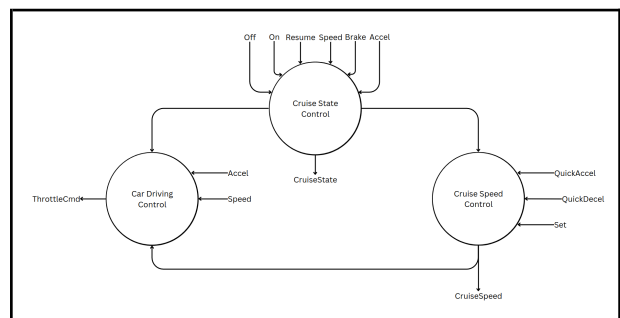 Off On Resume Speed Brake Accel
Cruise State
Control
CruiseState
Car Driving
Control
Accel
Speed
ThrottleCmd
Cruise Speed
Control
QuickAccel
QuickDecel
Set
CruiseSpeed